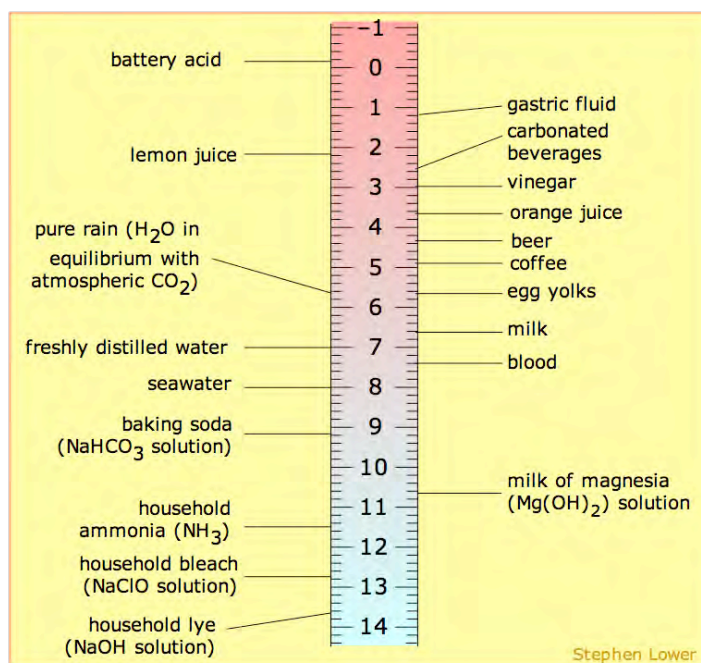 battery acid
lemon juice
pure rain (H₂O in
equilibrium with
atmospheric CO₂)
freshly distilled water
seawater
baking soda
(NaHCO₃ solution)
household
ammonia (NH₃)
household bleach
(NaClO solution)
household lye
(NaOH solution)
-1
0
1
2
3
4
5
6
7
8
9
10
11
12
13
14
gastric fluid
carbonated
beverages
vinegar
orange juice
beer
coffee
egg yolks
milk
blood
milk of magnesia
(Mg(OH)₂) solution
Stephen Lower